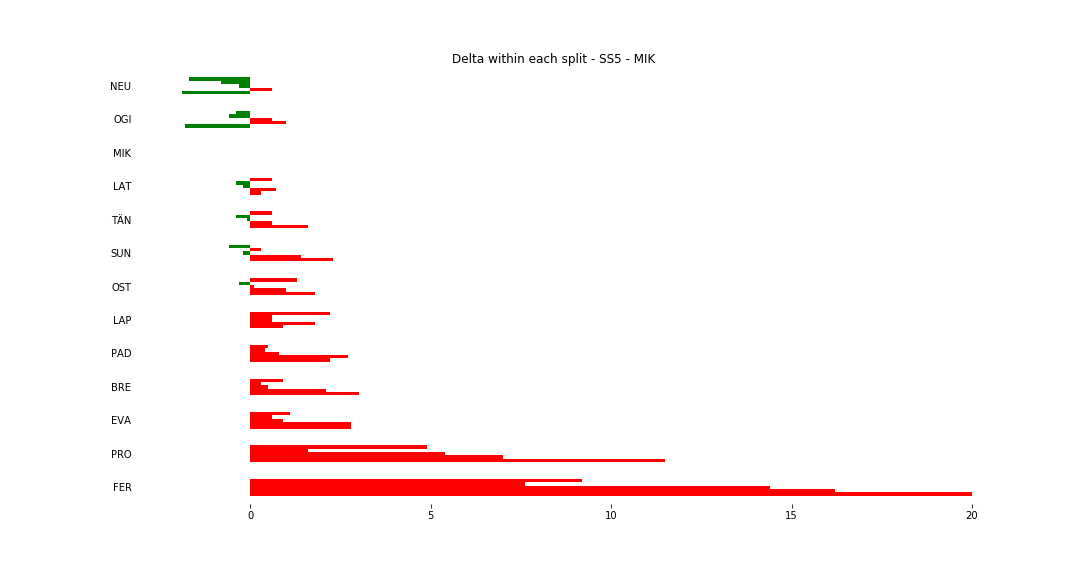 Delta within each split - SS5 - MIK
NEU
OGI
MIK
LAT
TÄN
SUN
OST
LAP
PAD
BRE
EVA
PRO
FER
0 5 10 15 20